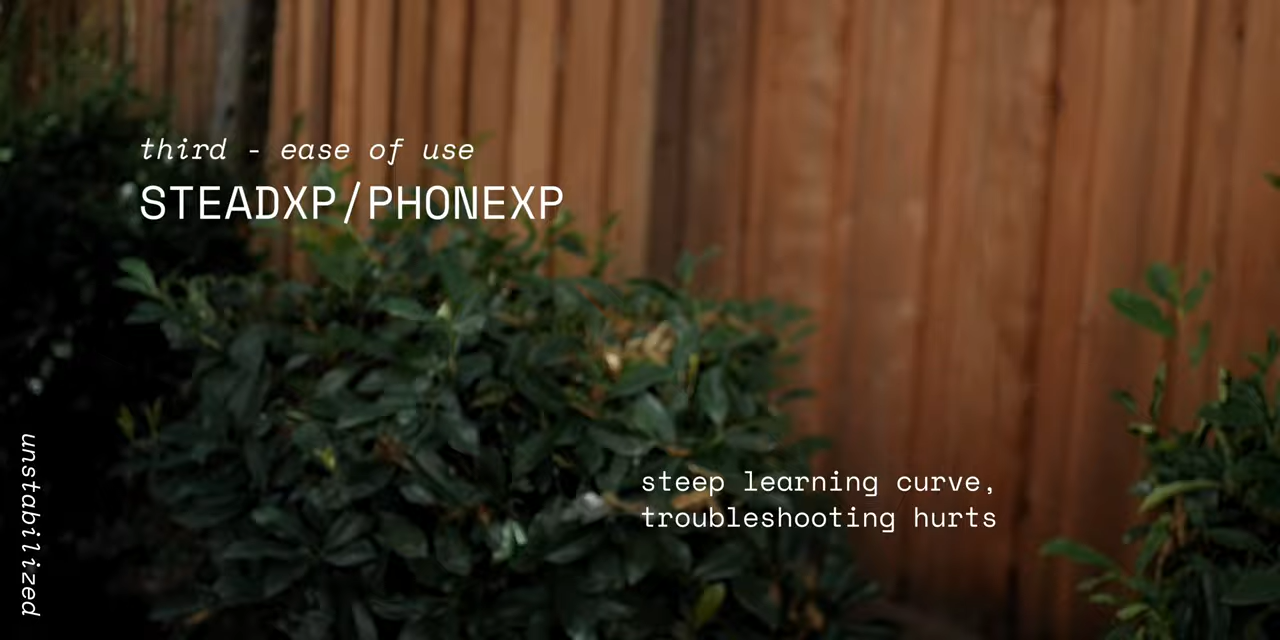 third - ease of use
STEADXP/PHONEXP
steep learning curve,
troubleshooting hurts
unstabilized